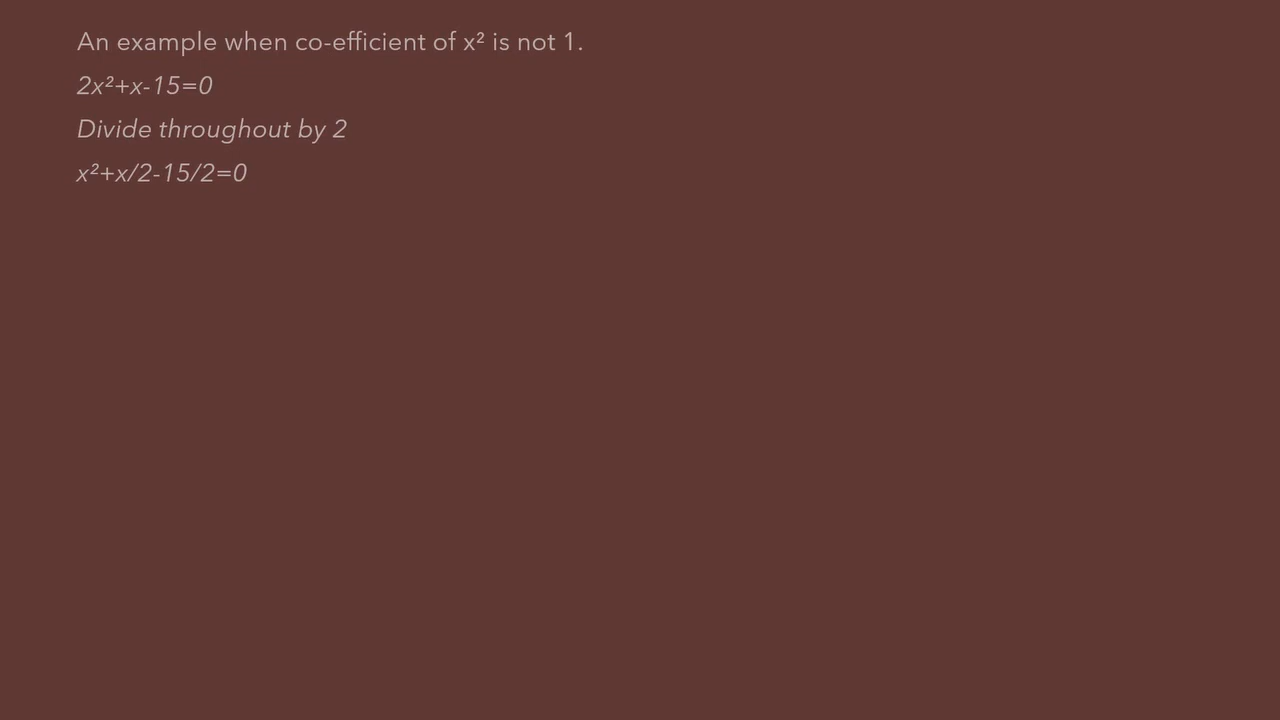 An example when co-efficient of x² is not 1.
2x²+x-15=0
Divide throughout by 2
x²+x/2-15/2=0